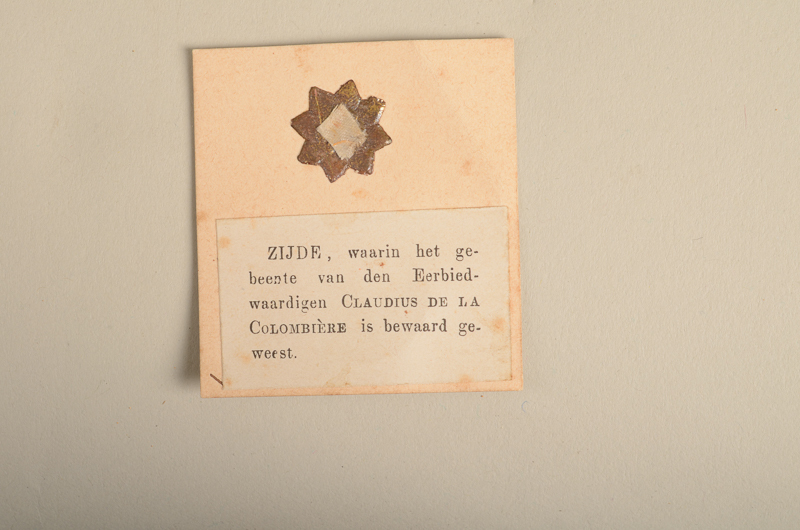 ZIJDE, waarin het ge-
beente van den Eerbied-
waardigen CLAUDIUS DE LA
COLOMBIÈRE is bewaard ge-
weest.